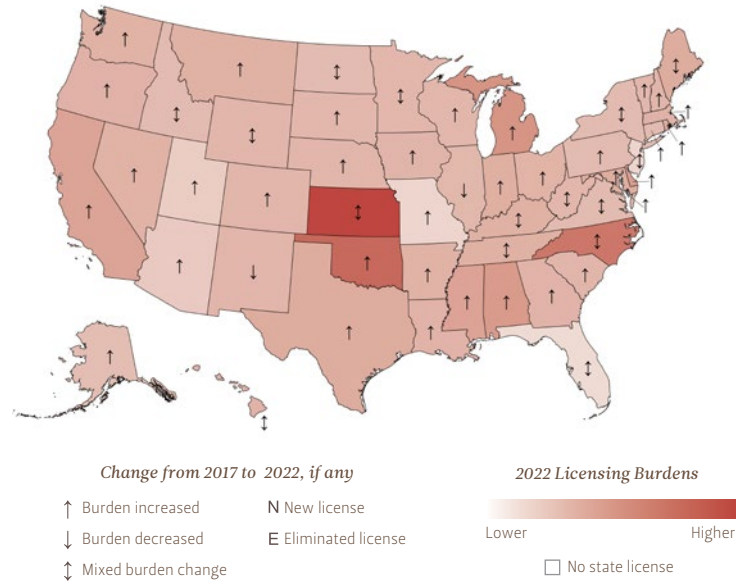 Change from 2017 to 2022, if any
↑ Burden increased
↓ Burden decreased
↕ Mixed burden change
N New license
E Eliminated license
2022 Licensing Burdens
Lower Higher
No state license